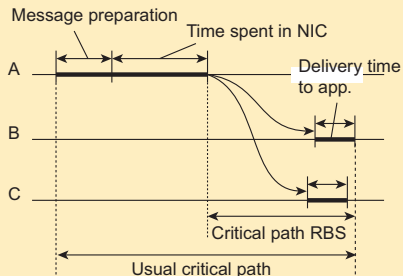 Message preparation
Time spent in NIC
A
Delivery time
to app.
B
C
Critical path RBS
Usual critical path